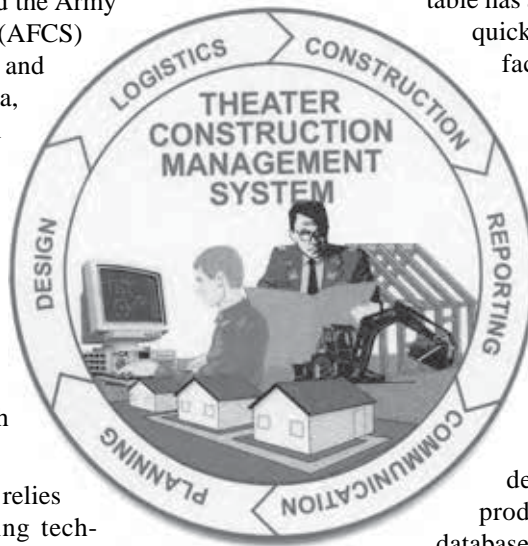 the Army
(AFCS)
and
a,
relies
ing tech-
THEATER
CONSTRUCTION
MANAGEMENT
SYSTEM
LOGISTICS
CONSTRUCTION
REPORTING
COMMUNICATION
PLANNING
DESIGN
table has
quick
fac
de
prod
database